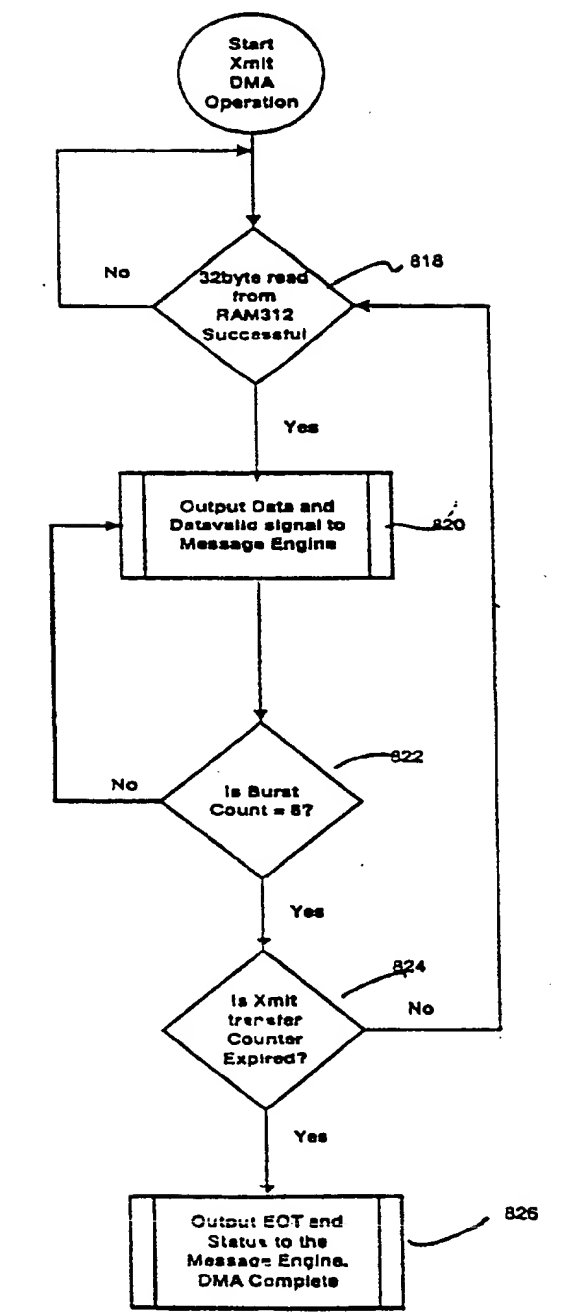 Start
Xmit
DMA
Operation
818
No
32byte read
from
RAM312
Successful
Yes
Output Data and
Datavalid signal to
Message Engine
820
822
No
Is Burst
Count = 8?
Yes
824
Is Xmit
transfer
Counter
Expired?
No
Yes
826
Output EOT and
Status to the
Message Engine.
DMA Complete